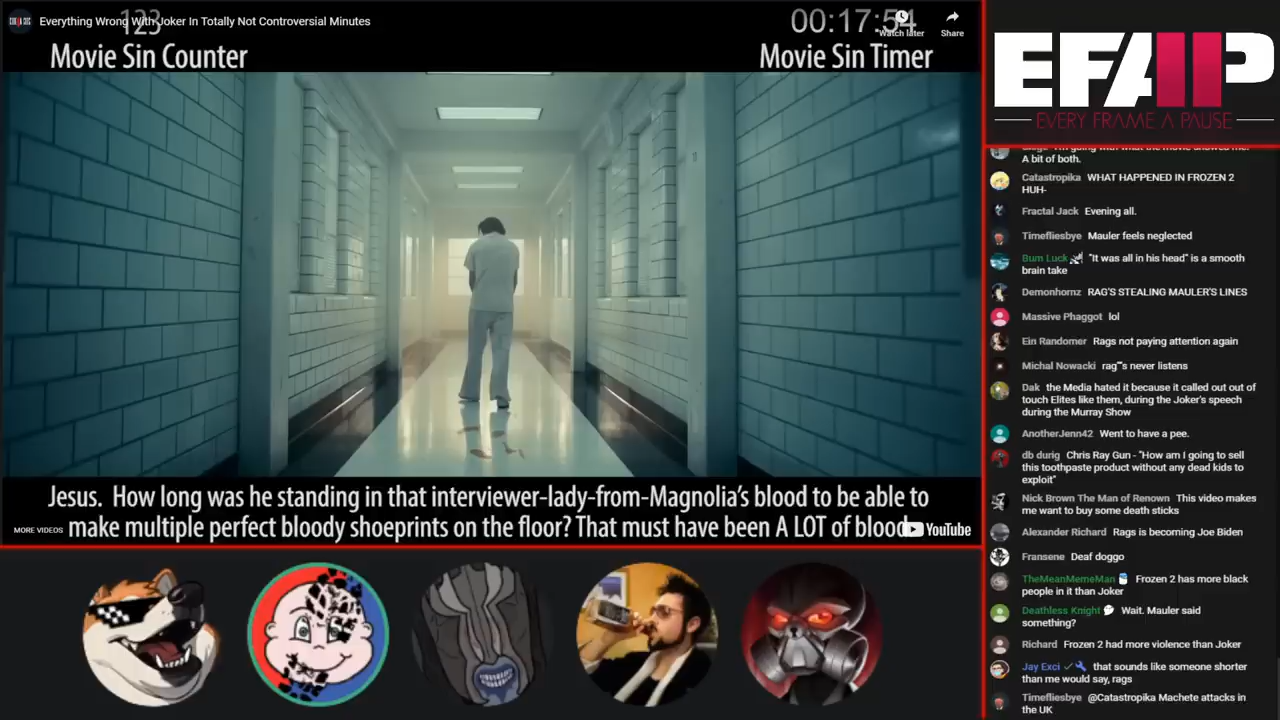 Everything Wrong With Joker In Totally Not Controversial Minutes
123
Movie Sin Counter
00:17:54
Watch later
Share
Movie Sin Timer
Jesus. How long was he standing in that interviewer-lady-from-Magnolia's blood to be able to
make multiple perfect bloody shoeprints on the floor? That must have been A LOT of blood
MORE VIDEOS
YouTube
EFAP
EVERY FRAME A PAUSE
I'm going with what the movie showed me.
A bit of both.
Catastropika WHAT HAPPENED IN FROZEN 2
HUH-
Fractal Jack Evening all.
Timefliesbye Mauler feels neglected
Bum Luck "It was all in his head" is a smooth
brain take
Demonhornz RAG'S STEALING MAULER'S LINES
Massive Phaggot lol
Ein Randomer Rags not paying attention again
Michal Nowacki rag""s never listens
Dak the Media hated it because it called out out of
touch Elites like them, during the Joker's speech
during the Murray Show
AnotherJenn42 Went to have a pee.
db durig Chris Ray Gun - "How am I going to sell
this toothpaste product without any dead kids to
exploit"
Nick Brown The Man of Renown This video makes
me want to buy some death sticks
Alexander Richard Rags is becoming Joe Biden
Fransene Deaf doggo
TheMeanMemeMan Frozen 2 has more black
people in it than Joker
Deathless Knight Wait. Mauler said
something?
Richard Frozen 2 had more violence than Joker
Jay Exci that sounds like someone shorter
than me would say, rags
Timefliesbye @Catastropika Machete attacks in
the UK